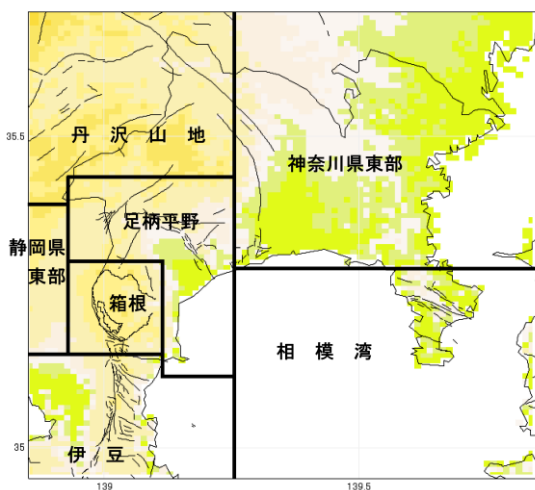 35.5
丹 沢 山 地
神奈川県東部
足柄平野
静岡県
東部
箱根
相 模 湾
35
伊 豆
139
139.5